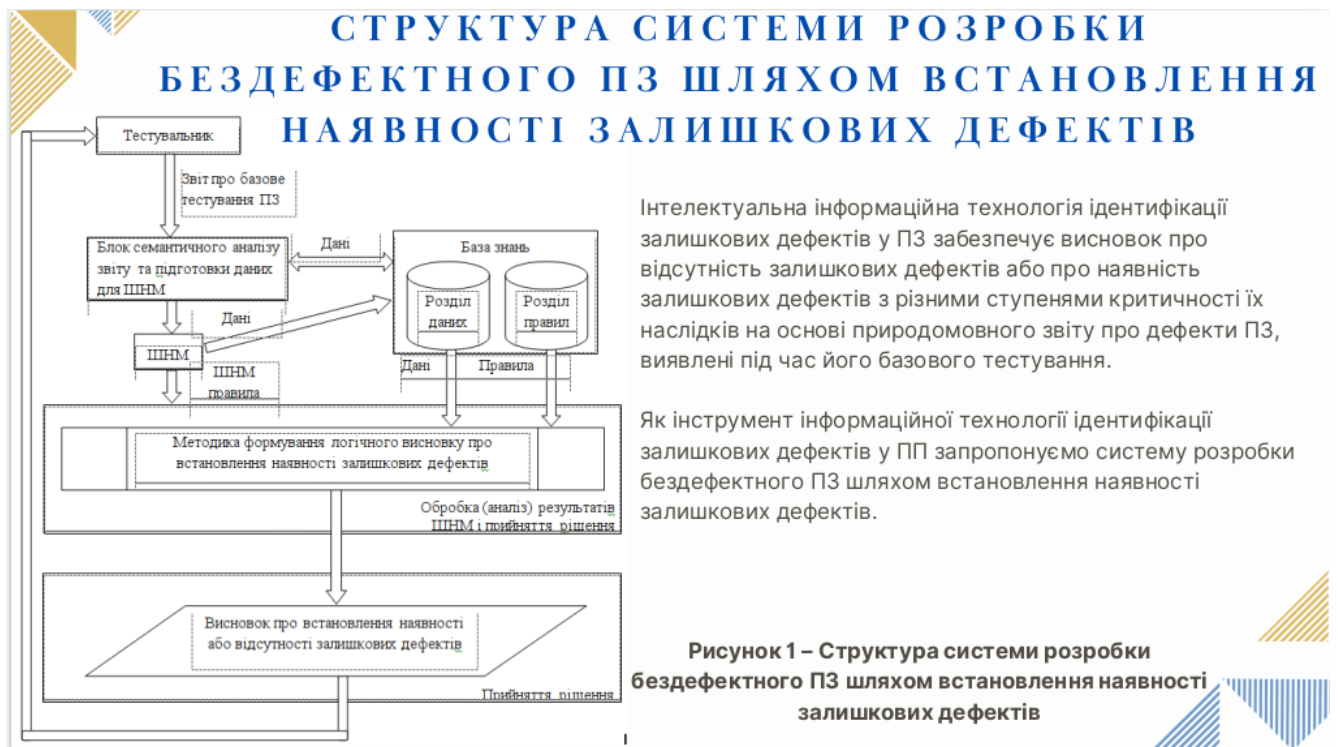 СТРУКТУРА СИСТЕМИ РОЗРОБКИ
БЕЗДЕФЕКТНОГО ПЗ ШЛЯХОМ ВСТАНОВЛЕННЯ
НАЯВНОСТІ ЗАЛИШКОВИХ ДЕФЕКТІВ
Тестувальник
Звіт про базове
тестування ПЗ
Блок семантичного аналізу
звіту та підготовки даних
для ШНМ
Дані
База знань
Розділ
даних
Розділ
правил
Дані
ШНМ
ШНМ
правила
Дані
Правила
Методика формування логічного висновку про
встановлення наявності залишкових дефектів
Обробка (аналіз) результатів
ШНМ і прийняття рішення
Висновок про встановлення наявності
або відсутності залишкових дефектів
Прийняття рішення
Інтелектуальна інформаційна технологія ідентифікації
залишкових дефектів у ПЗ забезпечує висновок про
відсутність залишкових дефектів або про наявність
залишкових дефектів з різними ступенями критичності їх
наслідків на основі природомовного звіту про дефекти ПЗ,
виявлені під час його базового тестування.
Як інструмент інформаційної технології ідентифікації
залишкових дефектів у ПП запропонуємо систему розробки
бездефектного ПЗ шляхом встановлення наявності
залишкових дефектів.
Рисунок 1 – Структура системи розробки
бездефектного ПЗ шляхом встановлення наявності
залишкових дефектів